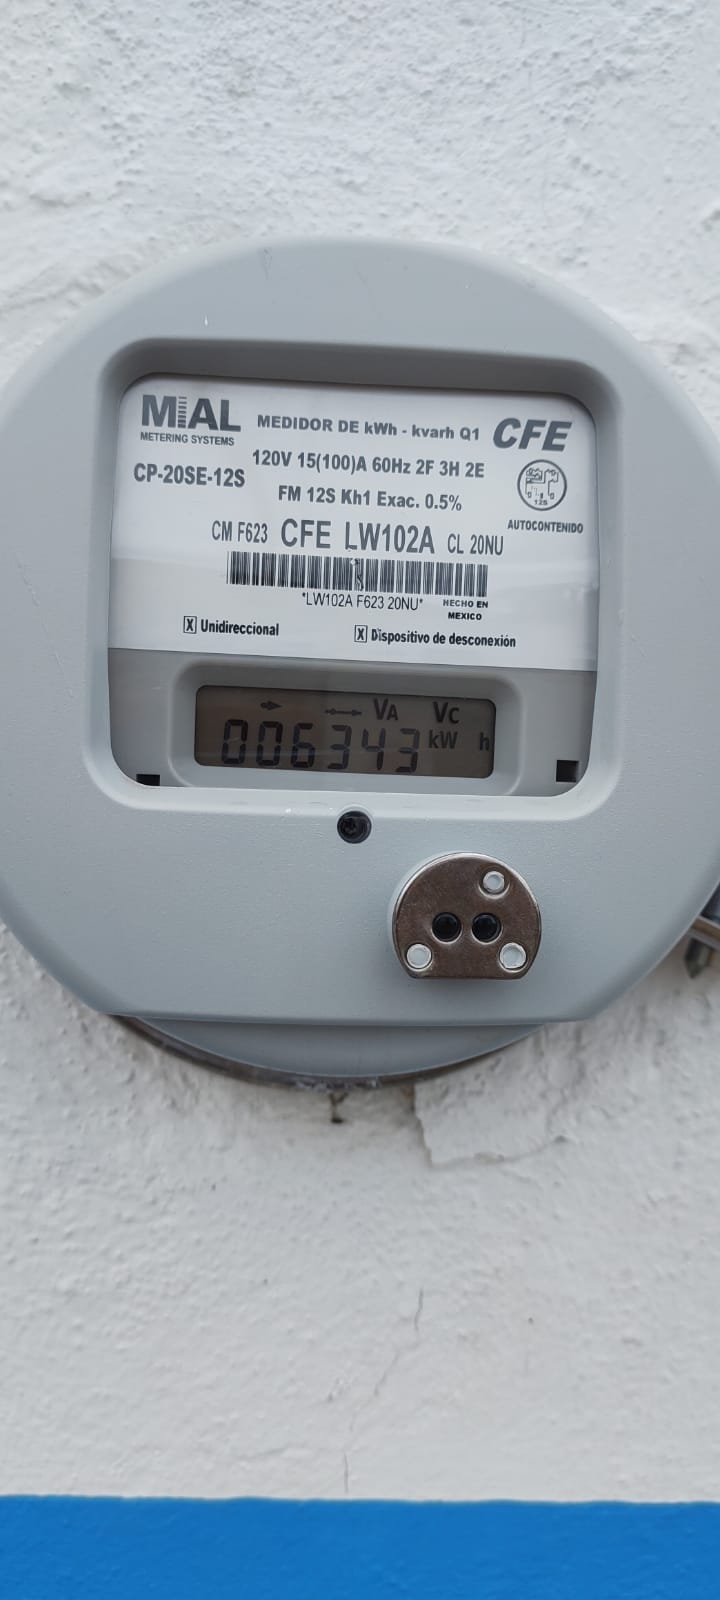 MIAL
METERING SYSTEMS
MEDIDOR DE kWh - kvarh Q1
CFE
120V 15(100)A 60Hz 2F 3H 2E
CP-20SE-12S
FM 12S Kh1 Exac. 0.5%
12S
AUTOCONTENIDO
CM F623 CFE LW102A CL 20NU
*LW102A F623 20NU*
HECHO EN
MEXICO
X Unidireccional
X Dispositivo de desconexión
VA VC
006343 kW h